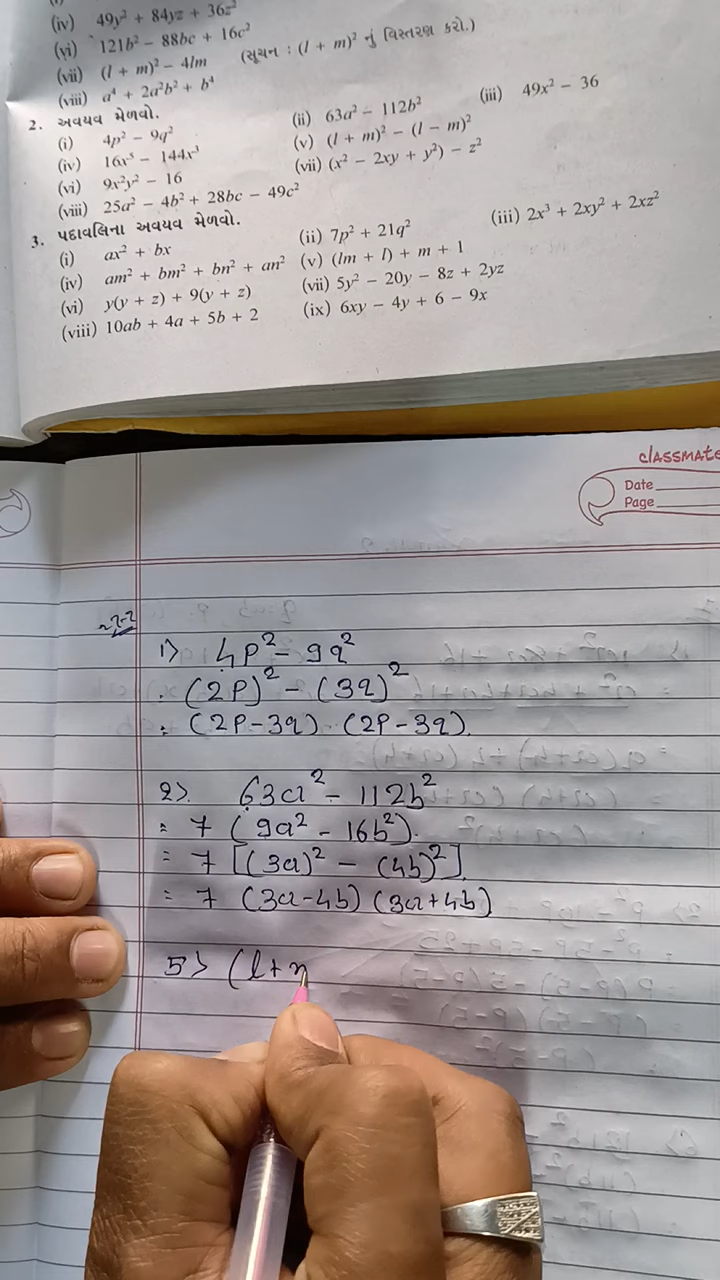 (iv) 49y² + 84yz + 36z²
(vi) 121b² − 88bc + 16c²
(vii) (l + m)² − 4lm (સૂચન : (l + m)² નું વિસ્તરણ કરો.)
(viii) a⁴ + 2a²b² + b⁴
2. અવયવ મેળવો.
(i) 4p² − 9q² (ii) 63a² − 112b² (iii) 49x² − 36
(iv) 16x⁵ − 144x³ (v) (l + m)² − (l − m)²
(vi) 9x²y² − 16 (vii) (x² − 2xy + y²) − z²
(viii) 25a² − 4b² + 28bc − 49c²
3. પદાવલિના અવયવ મેળવો.
(i) ax² + bx (ii) 7p² + 21q² (iii) 2x³ + 2xy² + 2xz²
(iv) am² + bm² + bn² + an² (v) (lm + l) + m + 1
(vi) y(y + z) + 9(y + z) (vii) 5y² − 20y − 8z + 2yz
(viii) 10ab + 4a + 5b + 2 (ix) 6xy − 4y + 6 − 9x
classmate
Date
Page
1) 4P² − 9q²
: (2P)² − (3q)²
: (2P−3q) . (2P−3q).
2). 63a² − 112b²
= 7 (9a² − 16b²).
= 7 [(3a)² − (4b)²].
= 7 (3a−4b) (3a+4b)
5) (l+m